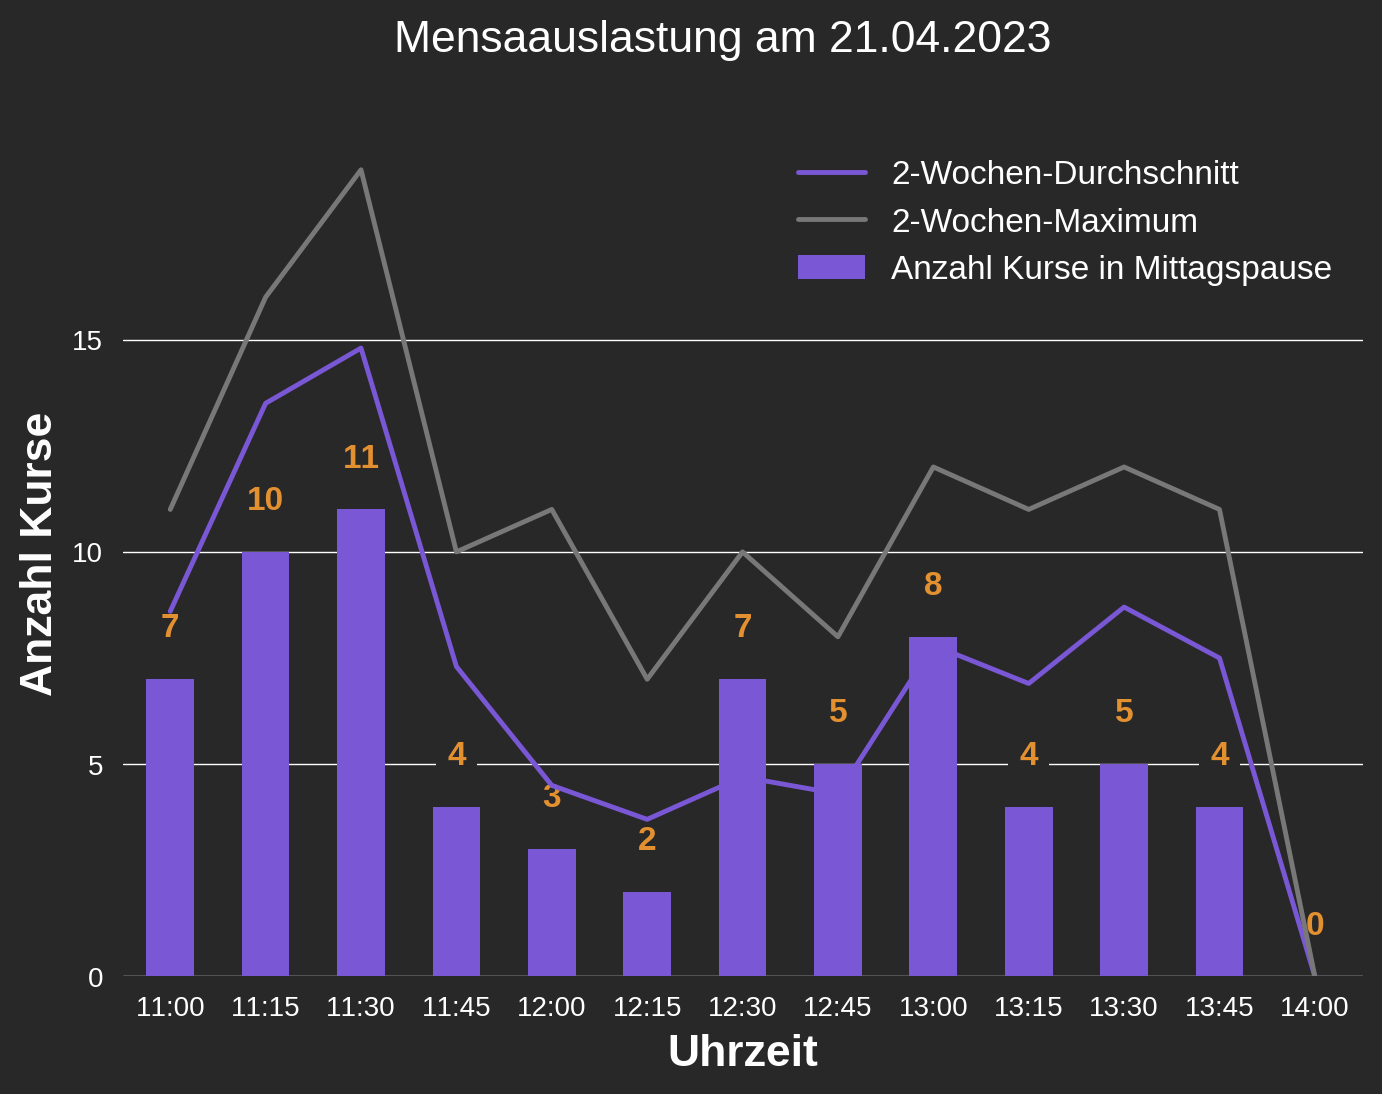 Mensaauslastung am 21.04.2023
2-Wochen-Durchschnitt
2-Wochen-Maximum
Anzahl Kurse in Mittagspause
Anzahl Kurse
15
10
5
0
7
10
11
4
3
2
7
5
8
4
5
4
0
11:00 11:15 11:30 11:45 12:00 12:15 12:30 12:45 13:00 13:15 13:30 13:45 14:00
Uhrzeit